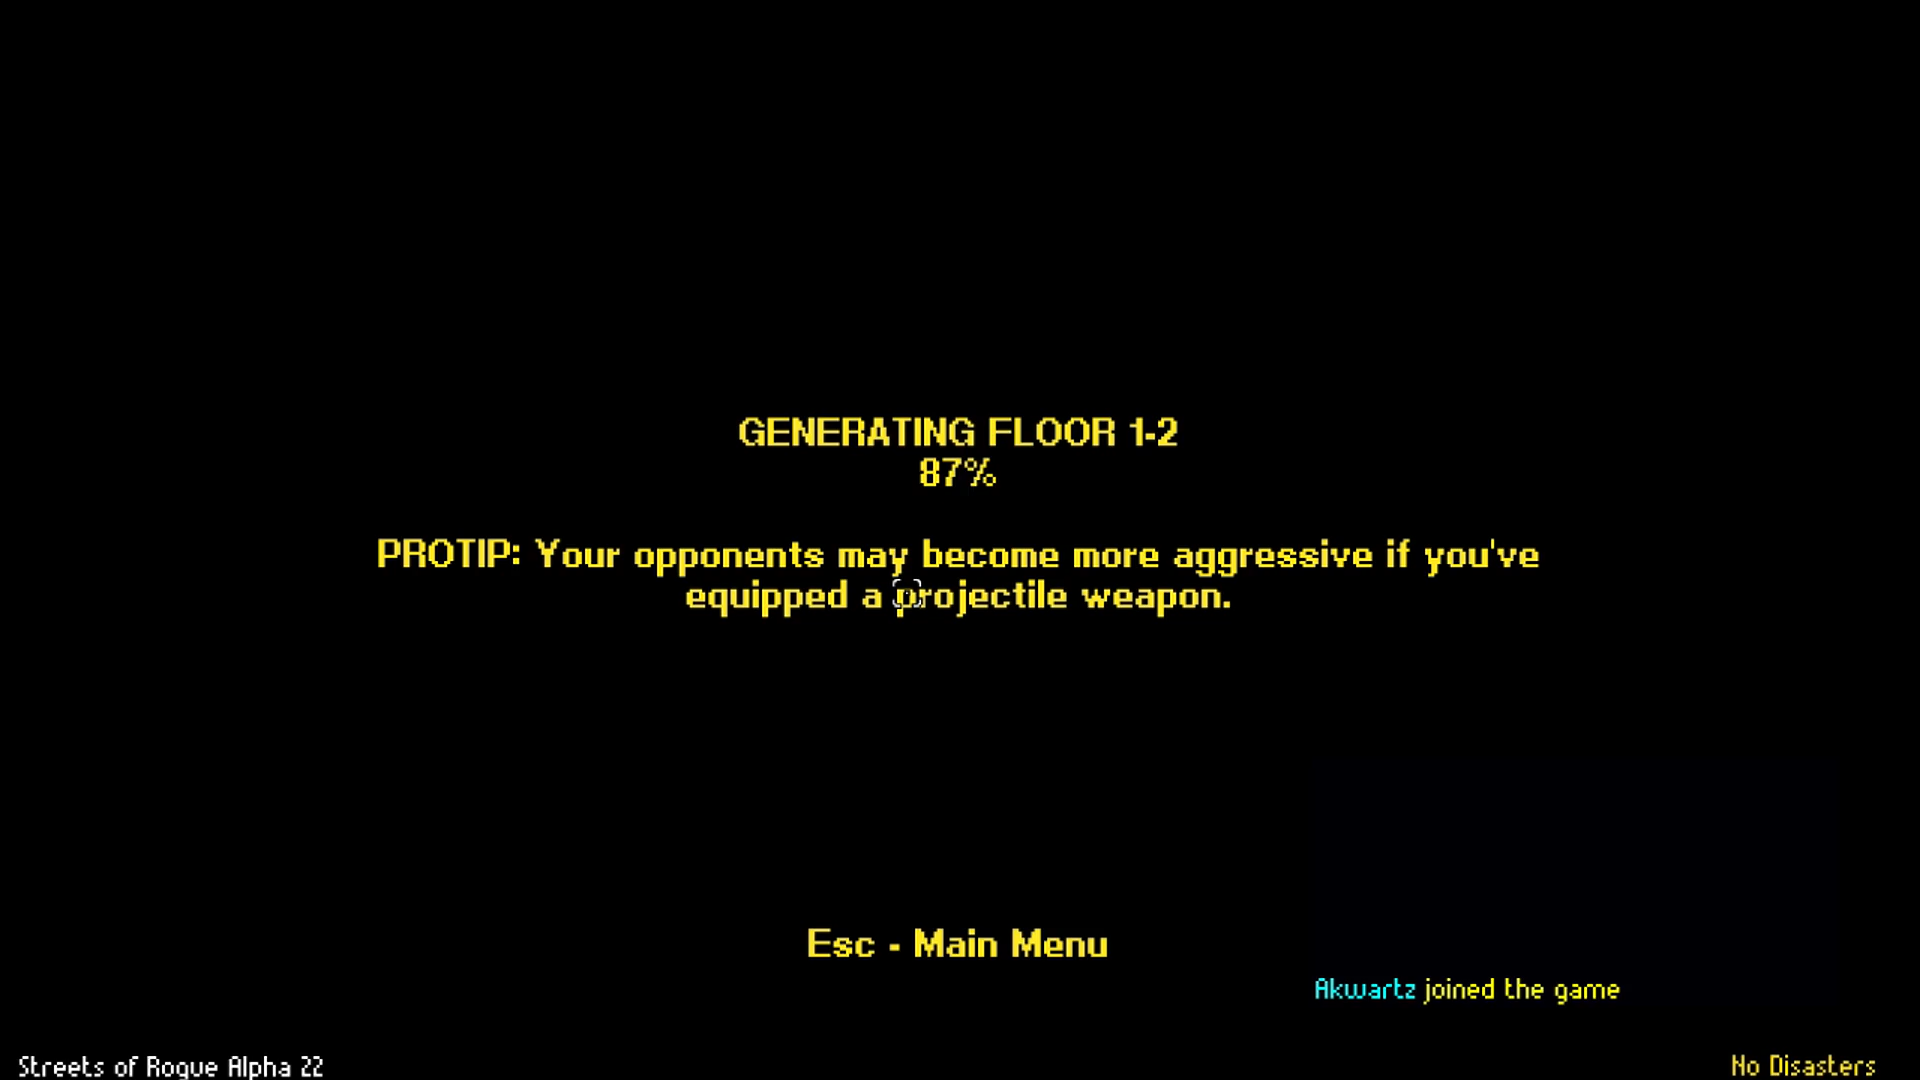 GENERATING FLOOR 1-2
87%
PROTIP: Your opponents may become more aggressive if you've
equipped a projectile weapon.
Esc - Main Menu
Akwartz joined the game
Streets of Rogue Alpha 22
No Disasters